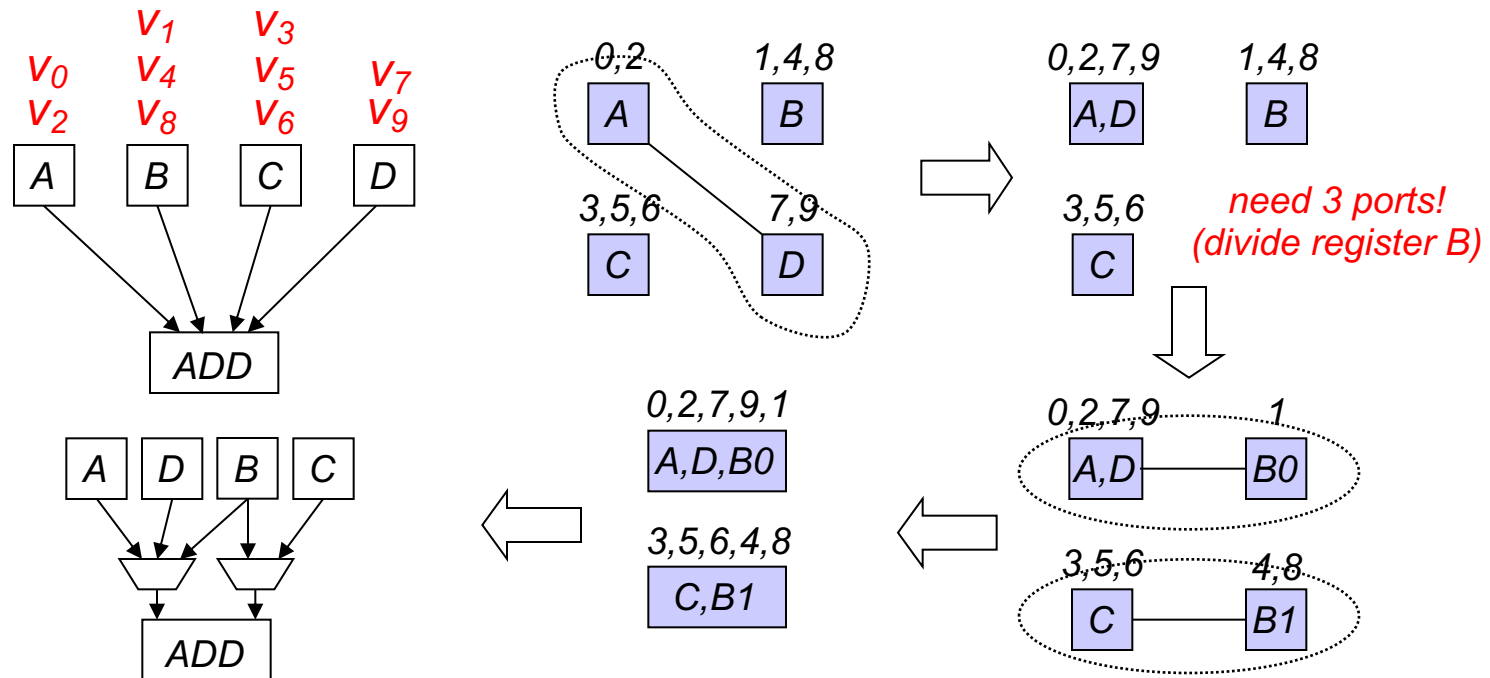 v0
v2
v1
v4
v8
v3
v5
v6
v7
v9
A
B
C
D
ADD
0,2
A
1,4,8
B
3,5,6
C
7,9
D
0,2,7,9
A,D
1,4,8
B
3,5,6
C
need 3 ports!
(divide register B)
0,2,7,9
A,D
1
B0
3,5,6
C
4,8
B1
0,2,7,9,1
A,D,B0
3,5,6,4,8
C,B1
A
D
B
C
ADD